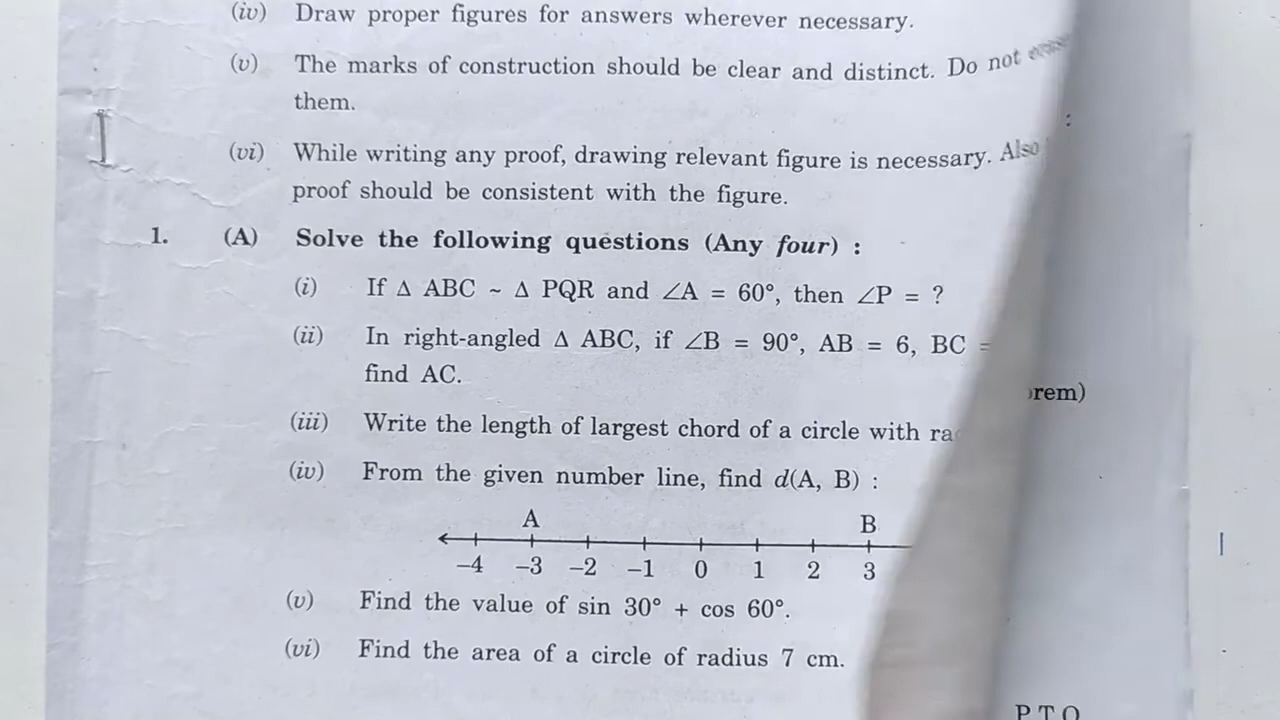 (iv) Draw proper figures for answers wherever necessary.
(v) The marks of construction should be clear and distinct. Do not
them.
:
(vi) While writing any proof, drawing relevant figure is necessary. Also
proof should be consistent with the figure.
1. (A) Solve the following questions (Any four) :
(i) If Δ ABC ~ Δ PQR and ∠A = 60°, then ∠P = ?
(ii) In right-angled Δ ABC, if ∠B = 90°, AB = 6, BC =
find AC.
rem)
(iii) Write the length of largest chord of a circle with
(iv) From the given number line, find d(A, B) :
A B
–4 –3 –2 –1 0 1 2 3
(v) Find the value of sin 30° + cos 60°.
(vi) Find the area of a circle of radius 7 cm.
P.T.O.